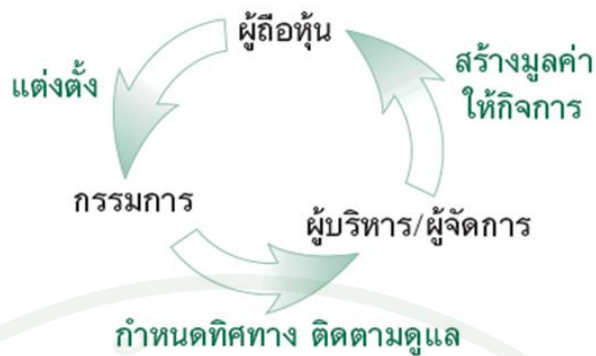 ผู้ถือหุ้น
แต่งตั้ง
สร้างมูลค่า
ให้กิจการ
กรรมการ
ผู้บริหาร/ผู้จัดการ
กำหนดทิศทาง ติดตามดูแล